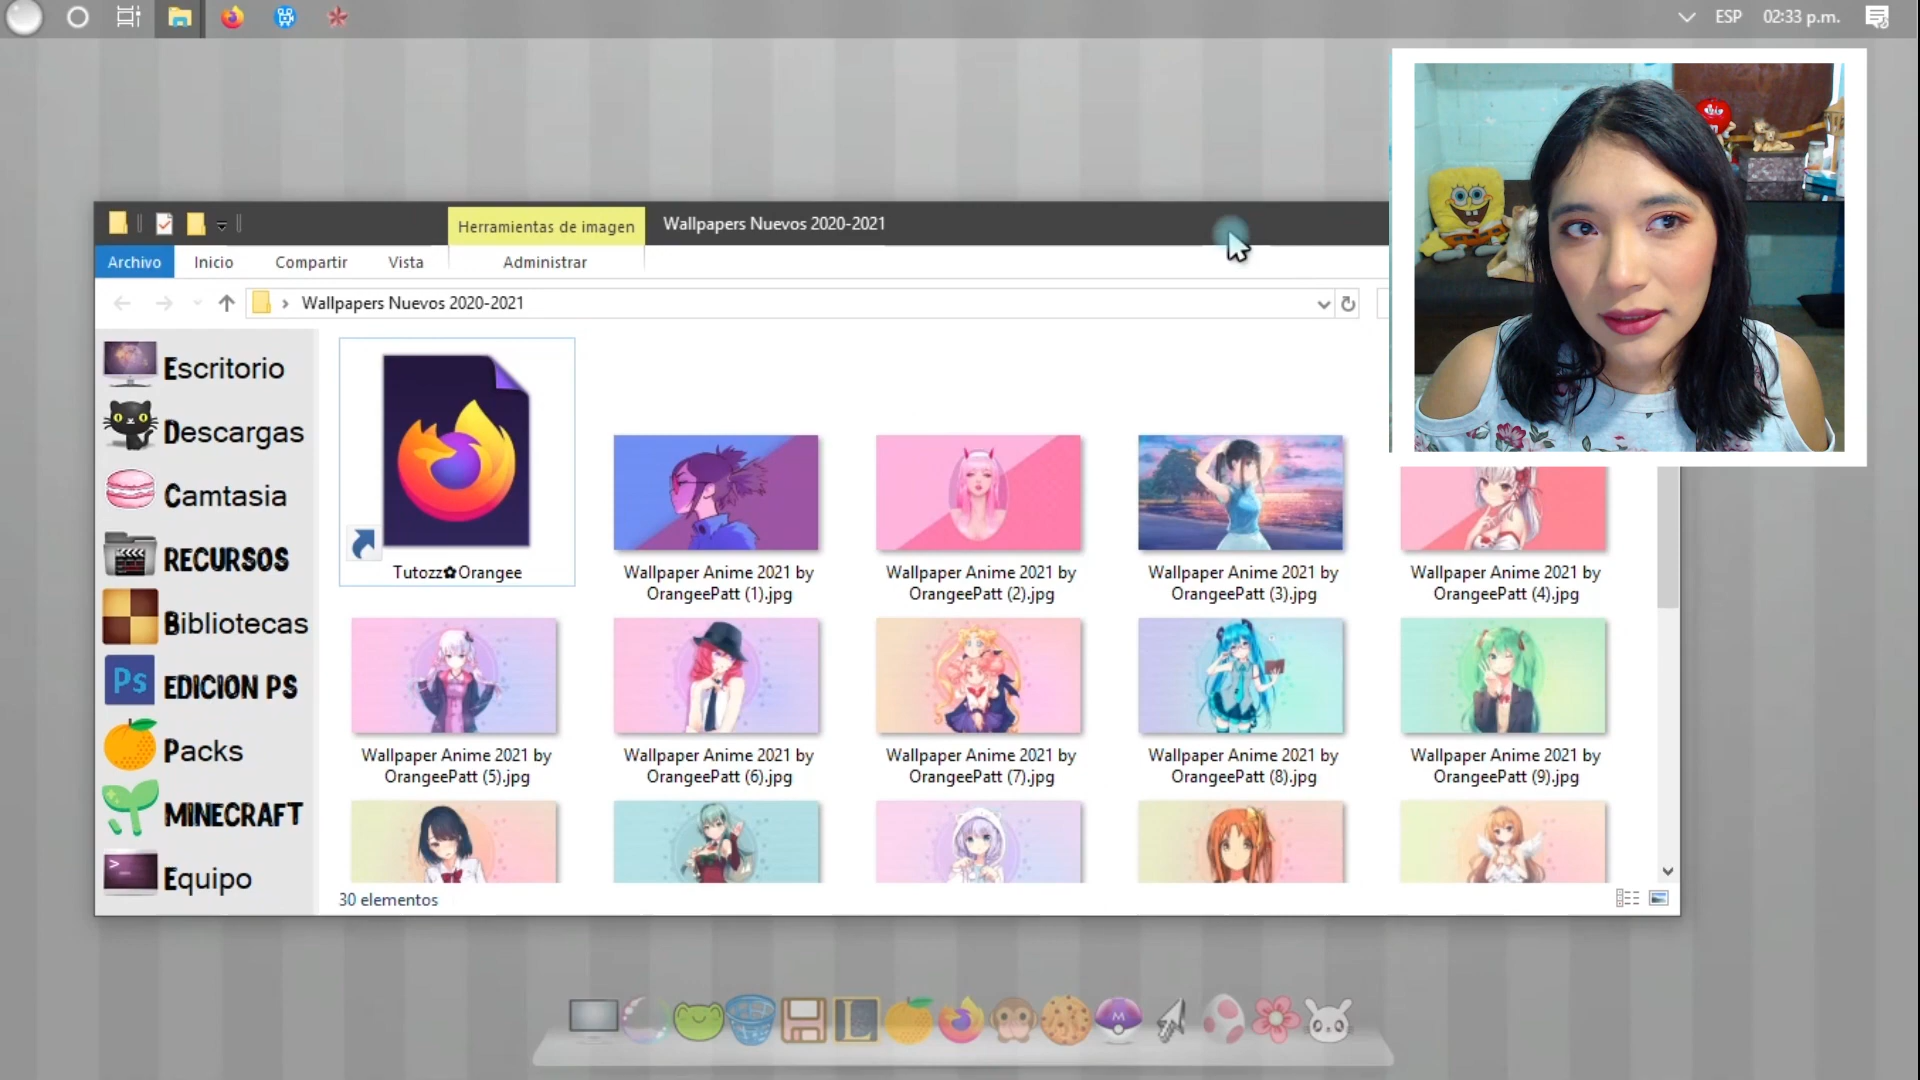 ESP 02:33 p.m.
Herramientas de imagen
Wallpapers Nuevos 2020-2021
Archivo Inicio Compartir Vista Administrar
Wallpapers Nuevos 2020-2021
Escritorio
Descargas
Camtasia
RECURSOS
Bibliotecas
Ps EDICION PS
Packs
MINECRAFT
Equipo
Tutozz✿Orangee
Wallpaper Anime 2021 by
OrangeePatt (1).jpg
Wallpaper Anime 2021 by
OrangeePatt (2).jpg
Wallpaper Anime 2021 by
OrangeePatt (3).jpg
Wallpaper Anime 2021 by
OrangeePatt (4).jpg
Wallpaper Anime 2021 by
OrangeePatt (5).jpg
Wallpaper Anime 2021 by
OrangeePatt (6).jpg
Wallpaper Anime 2021 by
OrangeePatt (7).jpg
Wallpaper Anime 2021 by
OrangeePatt (8).jpg
Wallpaper Anime 2021 by
OrangeePatt (9).jpg
30 elementos
L
M